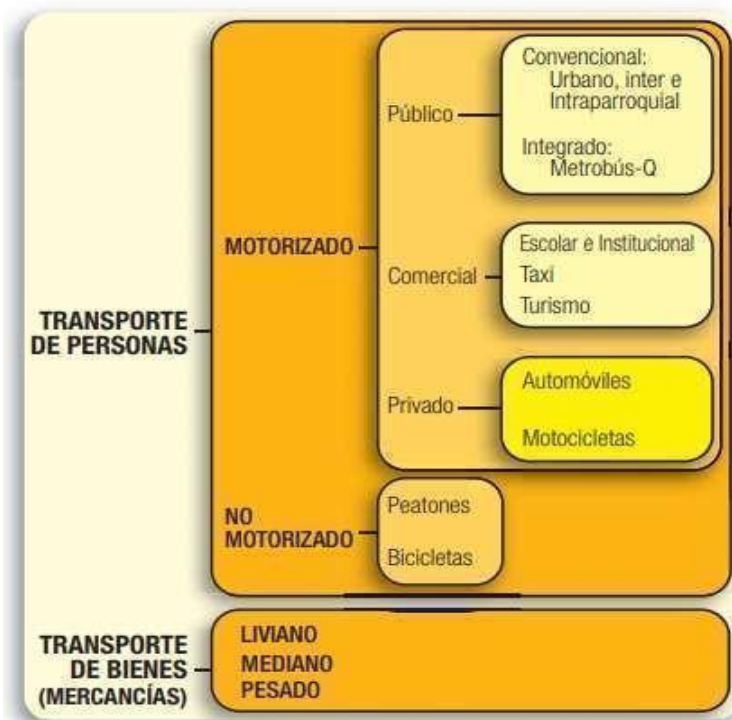 TRANSPORTE
DE PERSONAS
MOTORIZADO
Público
Convencional:
Urbano, inter e
Intraparroquial
Integrado:
Metrobús-Q
Comercial
Escolar e Institucional
Taxi
Turismo
Privado
Automóviles
Motocicletas
NO
MOTORIZADO
Peatones
Bicicletas
TRANSPORTE
DE BIENES
(MERCANCÍAS)
LIVIANO
MEDIANO
PESADO